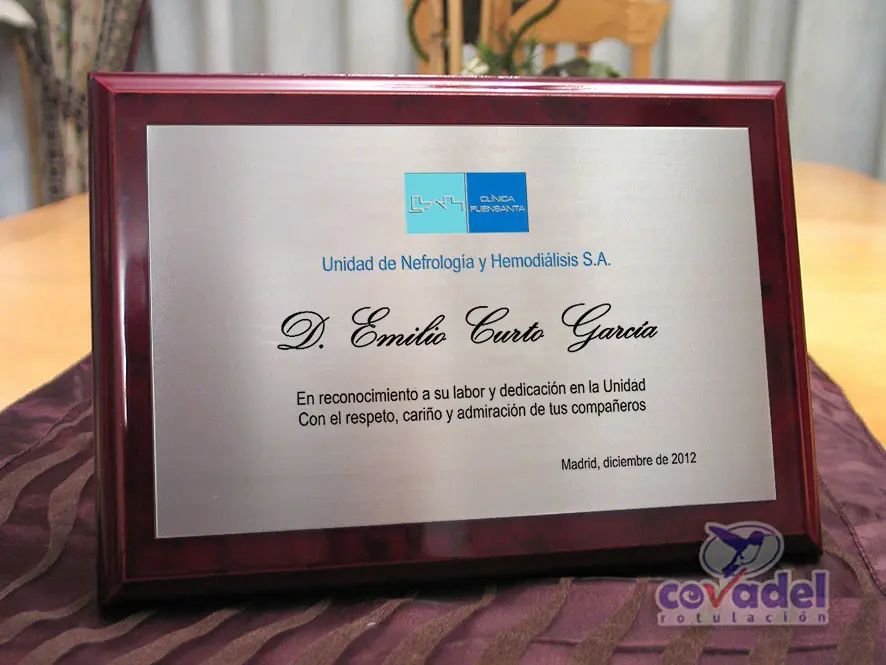 CLÍNICA
FUENSANTA
Unidad de Nefrología y Hemodiálisis S.A.
D. Emilio Curto García
En reconocimiento a su labor y dedicación en la Unidad
Con el respeto, cariño y admiración de tus compañeros
Madrid, diciembre de 2012
covadel
rotulación